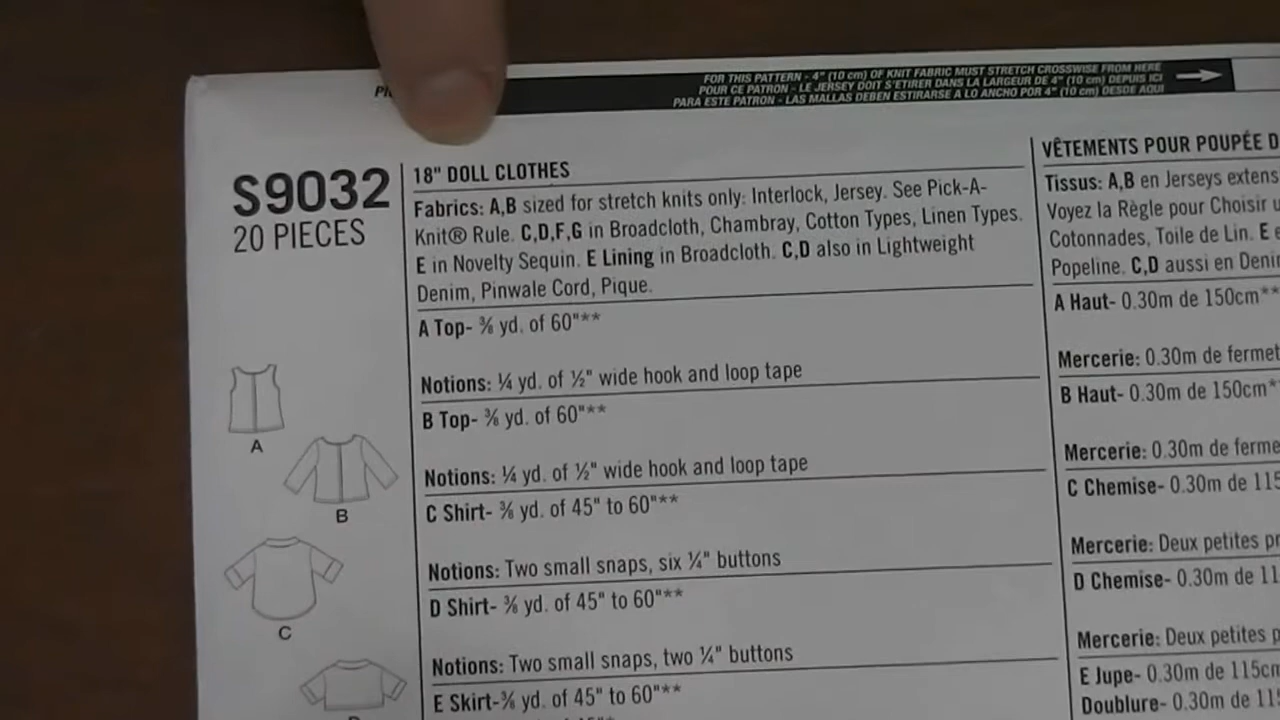 FOR THIS PATTERN - 4" (10 cm) OF KNIT FABRIC MUST STRETCH CROSSWISE FROM HERE
POUR CE PATRON - LE JERSEY DOIT S'ETIRER DANS LA LARGEUR DE 4" (10 cm) DEPUIS ICI
PARA ESTE PATRON - LAS MALLAS DEBEN ESTIRARSE A LO ANCHO POR 4" (10 cm) DESDE AQUI
S9032
20 PIECES
A
B
C
18" DOLL CLOTHES
Fabrics: A,B sized for stretch knits only: Interlock, Jersey. See Pick-A-
Knit® Rule. C,D,F,G in Broadcloth, Chambray, Cotton Types, Linen Types.
E in Novelty Sequin. E Lining in Broadcloth. C,D also in Lightweight
Denim, Pinwale Cord, Pique.
A Top- ⅜ yd. of 60"**
Notions: ¼ yd. of ½" wide hook and loop tape
B Top- ⅜ yd. of 60"**
Notions: ¼ yd. of ½" wide hook and loop tape
C Shirt- ⅜ yd. of 45" to 60"**
Notions: Two small snaps, six ¼" buttons
D Shirt- ⅜ yd. of 45" to 60"**
Notions: Two small snaps, two ¼" buttons
E Skirt-⅜ yd. of 45" to 60"**
VÊTEMENTS POUR POUPÉE D
Tissus: A,B en Jerseys extens
Voyez la Règle pour Choisir
Cotonnades, Toile de Lin. E
Popeline. C,D aussi en Deni
A Haut- 0.30m de 150cm**
Mercerie: 0.30m de fermet
B Haut- 0.30m de 150cm*
Mercerie: 0.30m de ferme
C Chemise- 0.30m de 115
Mercerie: Deux petites pr
D Chemise- 0.30m de 11
Mercerie: Deux petites p
E Jupe- 0.30m de 115cm
Doublure- 0.30m de 11